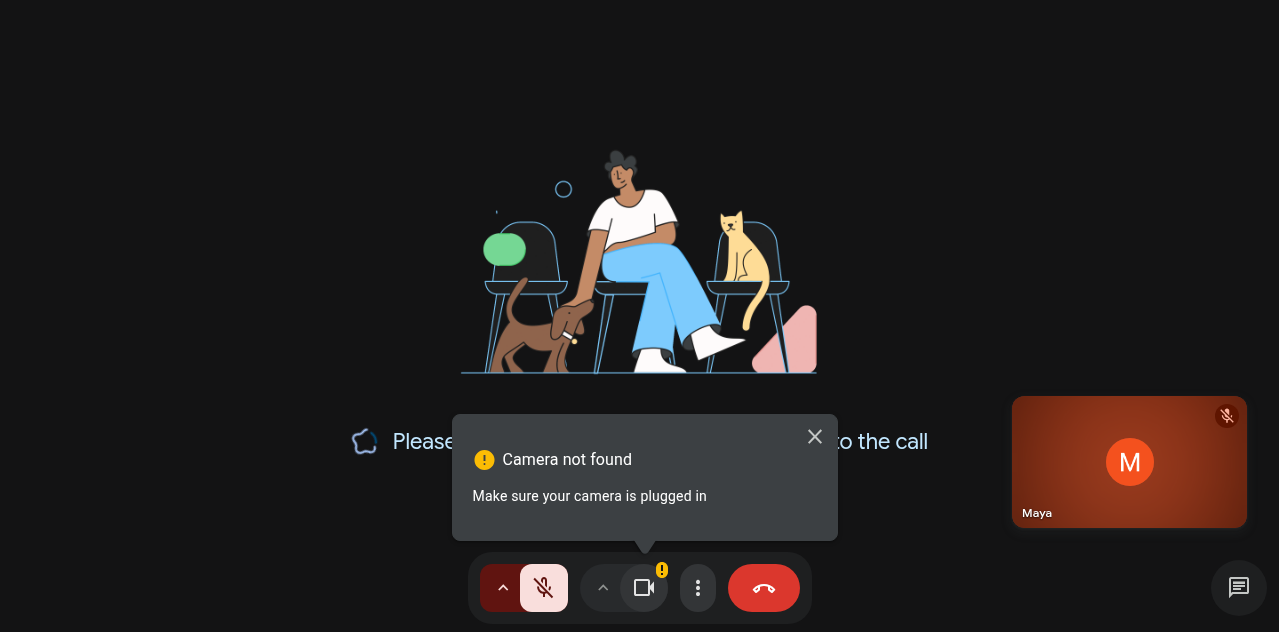 Please to the call
Camera not found
Make sure your camera is plugged in
M
Maya